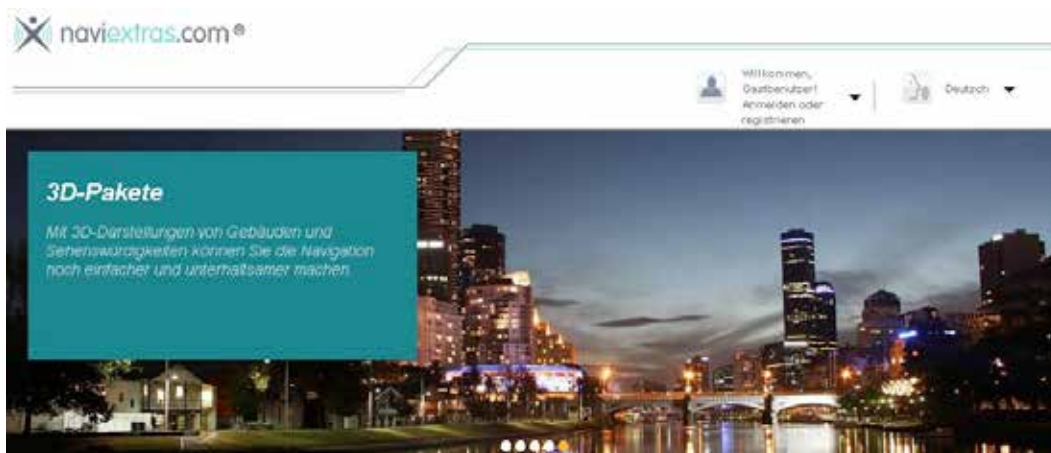 naviextras.com®
Willkommen,
Gastbenutzer!
Anmelden oder
registrieren
Deutsch
3D-Pakete
Mit 3D-Darstellungen von Gebäuden und
Sehenswürdigkeiten können Sie die Navigation
noch einfacher und unterhaltsamer machen.